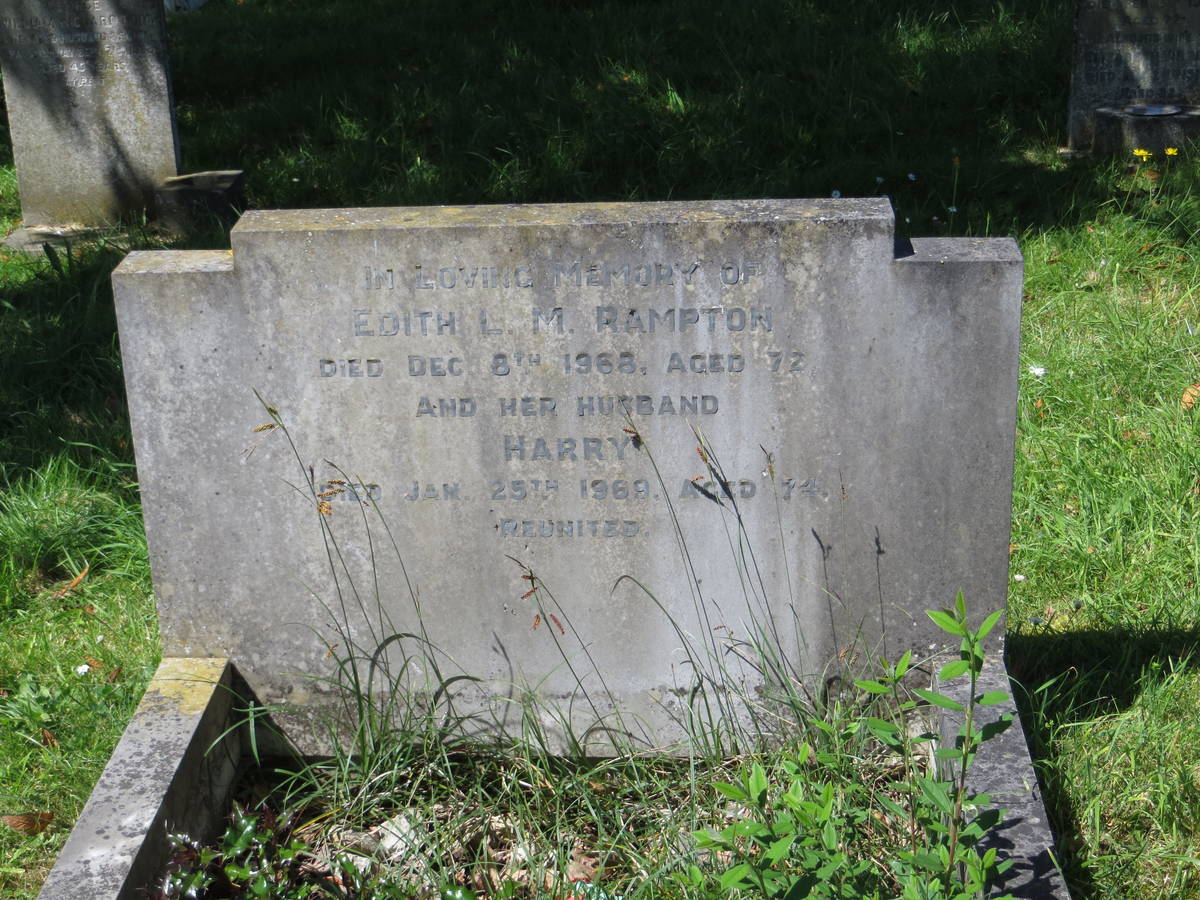 IN LOVING MEMORY OF
EDITH L. M. RAMPTON
DIED DEC. 8TH 1968, AGED 72
AND HER HUSBAND
HARRY
DIED JAN. 25TH 1969. AGED 74.
REUNITED.